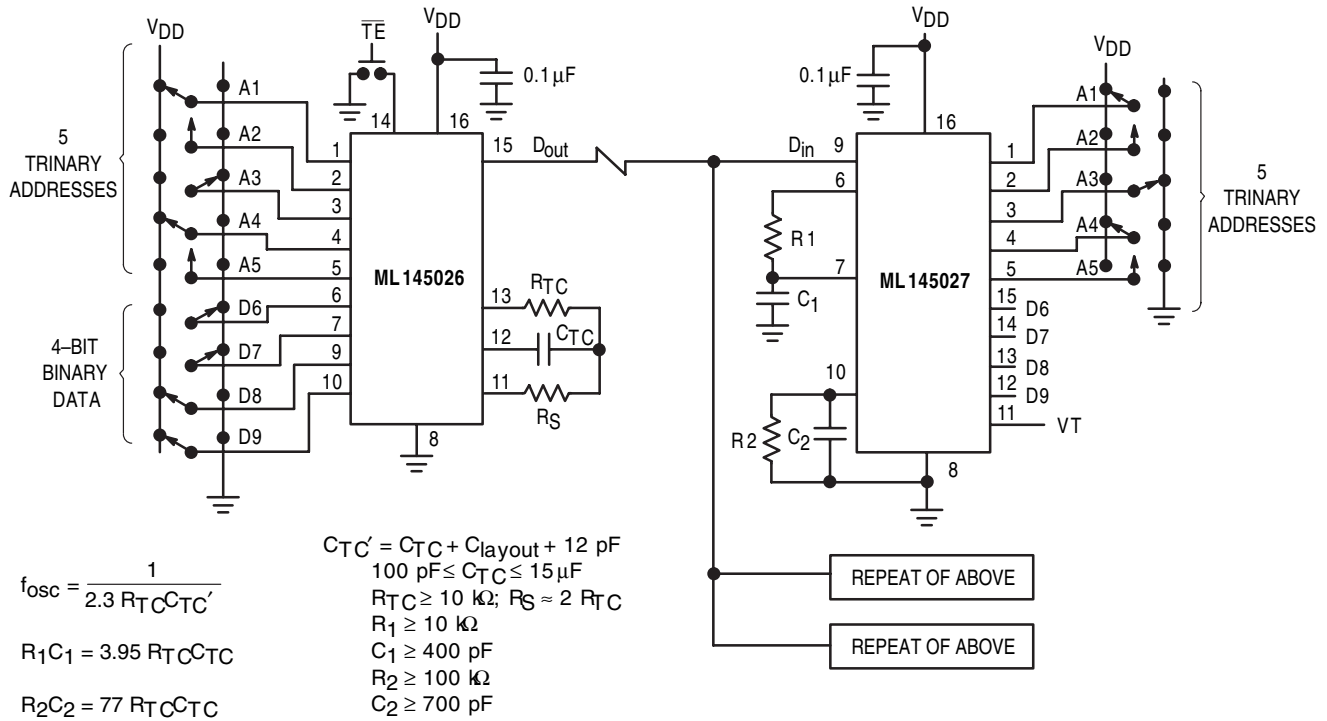 VDD
TE
VDD
0.1 µF
5
TRINARY
ADDRESSES
4–BIT
BINARY
DATA
A1
A2
A3
A4
A5
D6
D7
D8
D9
1
2
3
4
5
6
7
9
10
14
16
ML145026
15
Dout
13
RTC
12
CTC
11
RS
8
VDD
0.1 µF
16
Din
9
6
R1
7
C1
10
R2
C2
ML145027
8
1
2
3
4
5
15
D6
14
D7
13
D8
12
D9
11
VT
VDD
A1
A2
A3
A4
A5
5
TRINARY
ADDRESSES
REPEAT OF ABOVE
REPEAT OF ABOVE
fosc = 1 / 2.3 RTCCTC′
R1C1 = 3.95 RTCCTC
R2C2 = 77 RTCCTC
CTC′ = CTC + Clayout + 12 pF
100 pF ≤ CTC ≤ 15 µF
RTC ≥ 10 kΩ; RS ≈ 2 RTC
R1 ≥ 10 kΩ
C1 ≥ 400 pF
R2 ≥ 100 kΩ
C2 ≥ 700 pF